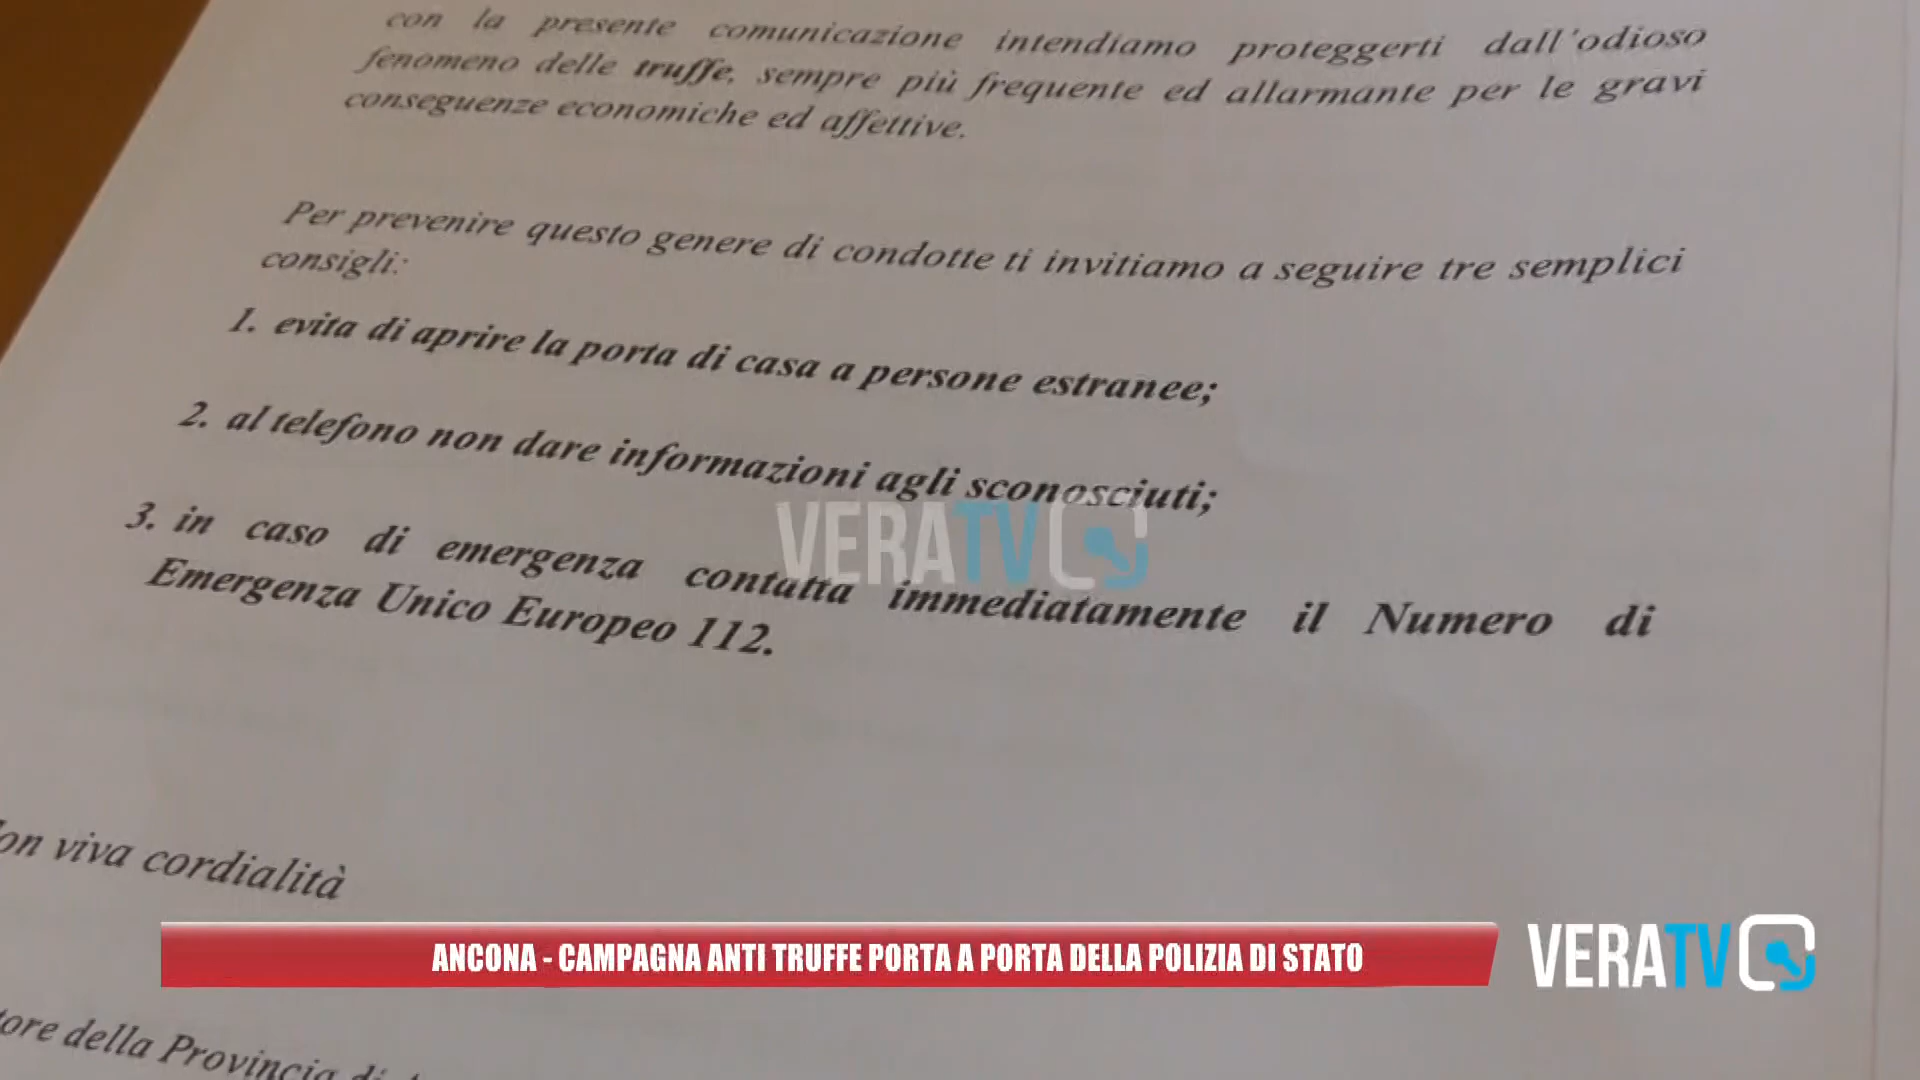 con la presente comunicazione intendiamo proteggerti dall'odioso
fenomeno delle truffe, sempre più frequente ed allarmante per le gravi
conseguenze economiche ed affettive.
Per prevenire questo genere di condotte ti invitiamo a seguire tre semplici
consigli:
1. evita di aprire la porta di casa a persone estranee;
2. al telefono non dare informazioni agli sconosciuti;
3. in caso di emergenza contatta immediatamente il Numero di
Emergenza Unico Europeo 112.
VERATV
on viva cordialità
ANCONA - CAMPAGNA ANTI TRUFFE PORTA A PORTA DELLA POLIZIA DI STATO
VERATV
tore della Provincia di